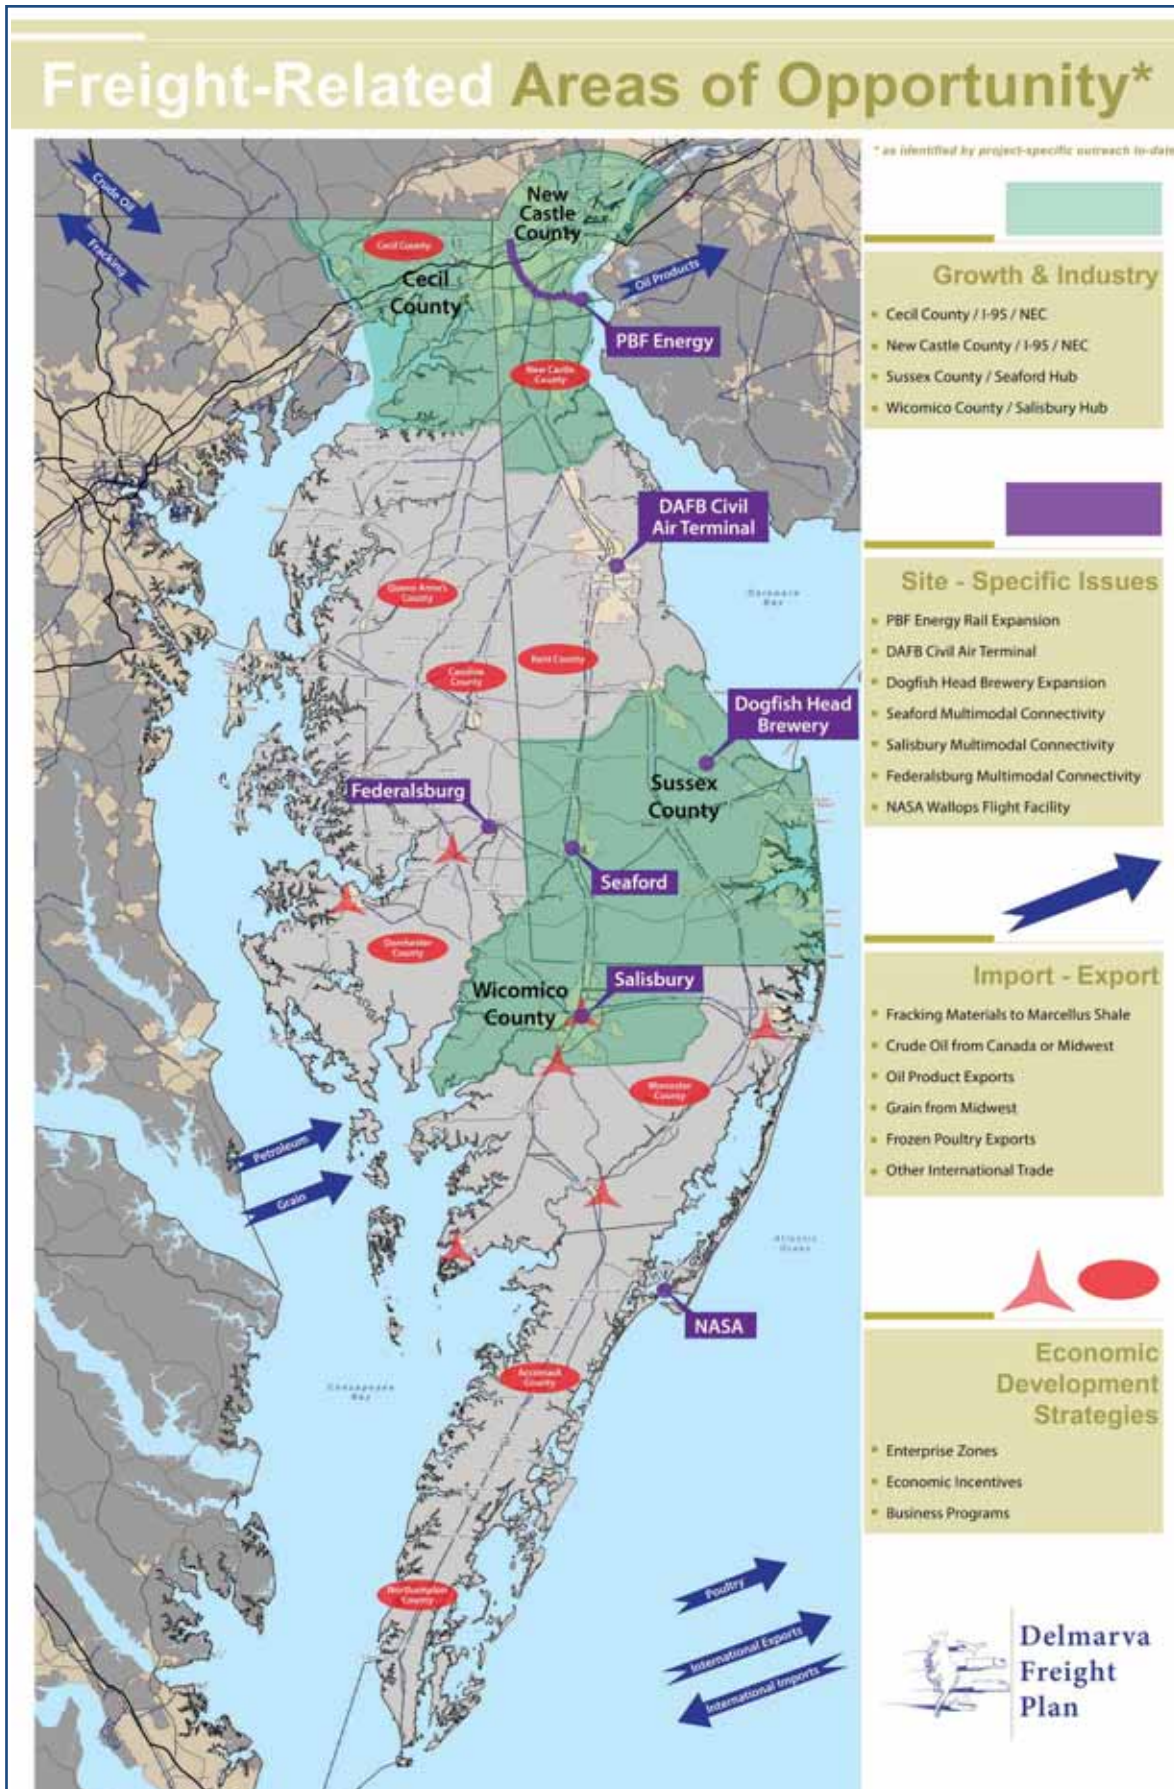 Freight-Related Areas of Opportunity*
* as identified by project-specific outreach to-date
Crude Oil
Fracking
New
Castle
County
Cecil County
Cecil
County
Oil Products
PBF Energy
New Castle
County
DAFB Civil
Air Terminal
Delaware
Bay
Queen Anne's
County
Kent County
Caroline
County
Dogfish Head
Brewery
Federalsburg
Sussex
County
Seaford
Dorchester
County
Wicomico
County
Salisbury
Worcester
County
Petroleum
Grain
Atlantic
Ocean
NASA
Accomack
County
Chesapeake
Bay
Northampton
County
Poultry
International Exports
International Imports
Growth & Industry
Cecil County / I-95 / NEC
New Castle County / I-95 / NEC
Sussex County / Seaford Hub
Wicomico County / Salisbury Hub
Site - Specific Issues
PBF Energy Rail Expansion
DAFB Civil Air Terminal
Dogfish Head Brewery Expansion
Seaford Multimodal Connectivity
Salisbury Multimodal Connectivity
Federalsburg Multimodal Connectivity
NASA Wallops Flight Facility
Import - Export
Fracking Materials to Marcellus Shale
Crude Oil from Canada or Midwest
Oil Product Exports
Grain from Midwest
Frozen Poultry Exports
Other International Trade
Economic
Development
Strategies
Enterprise Zones
Economic Incentives
Business Programs
Delmarva
Freight
Plan